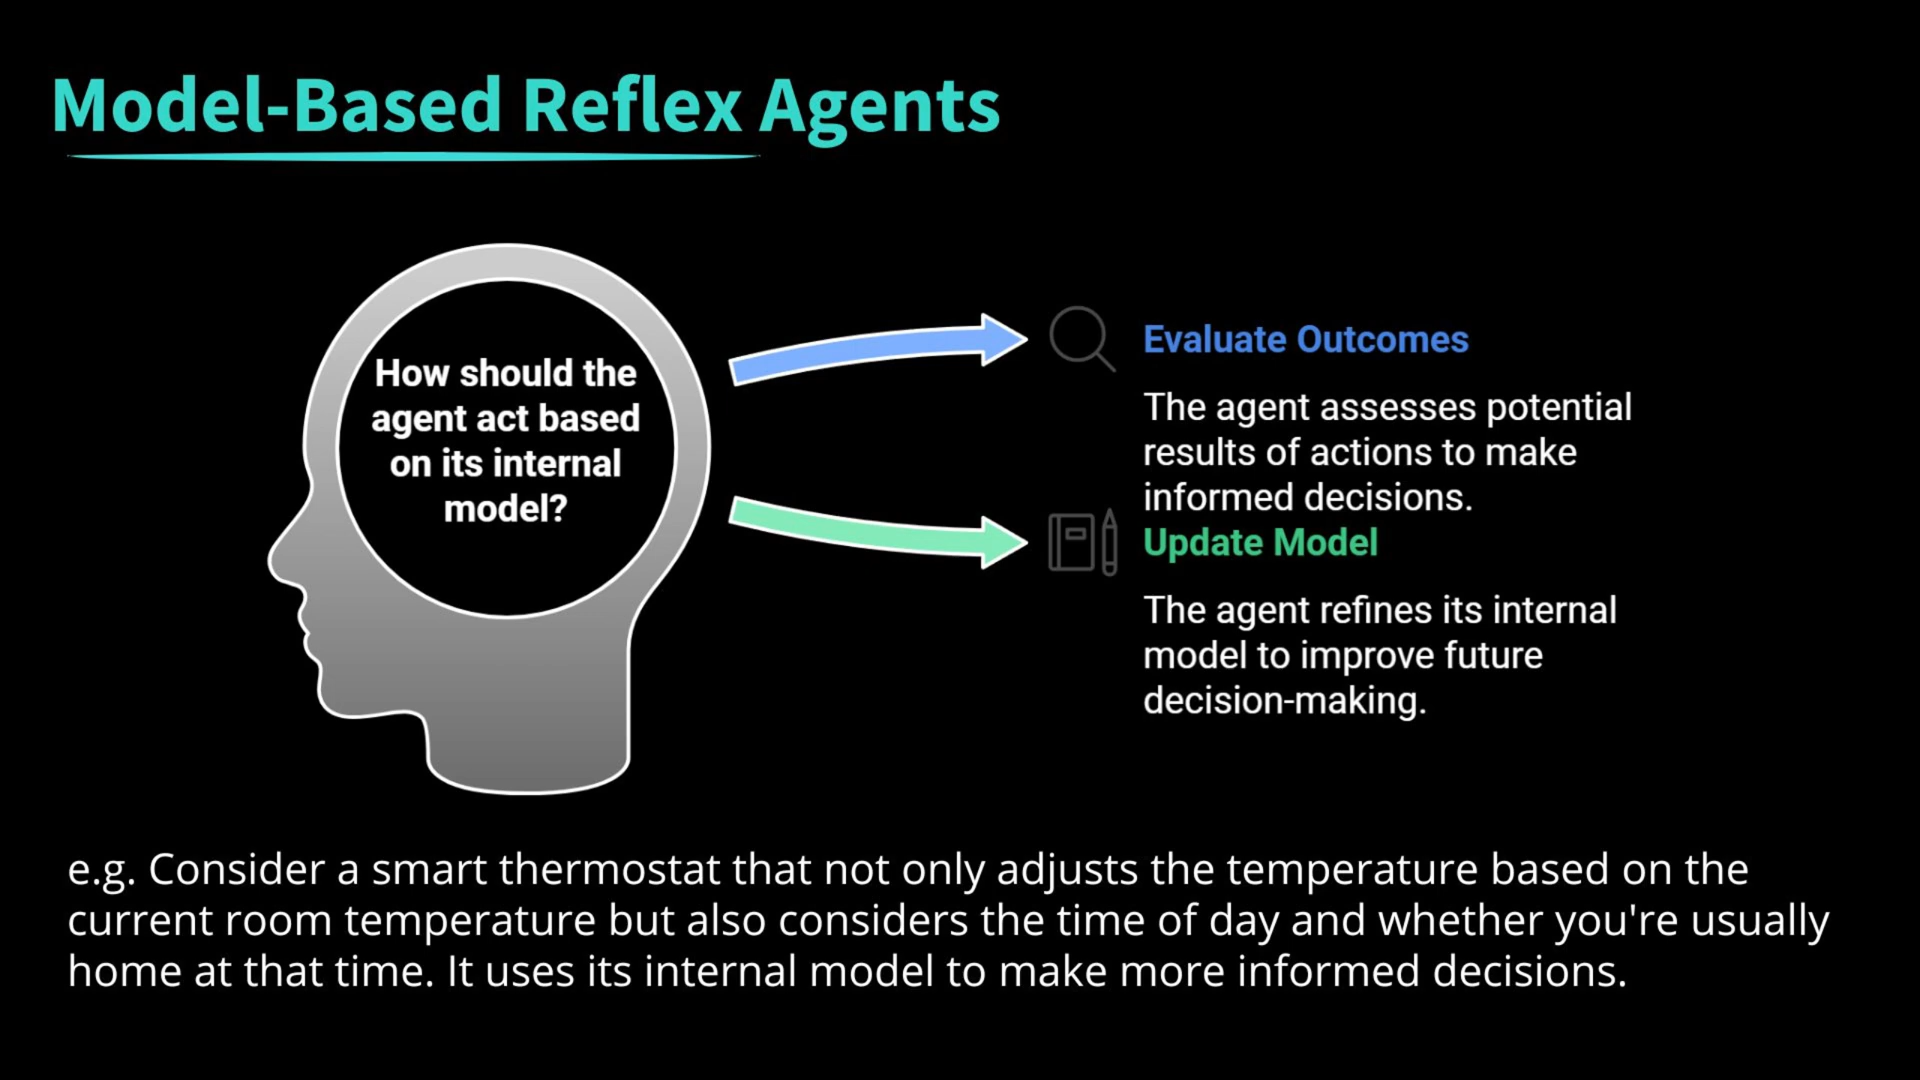 Model-Based Reflex Agents
How should the
agent act based
on its internal
model?
Evaluate Outcomes
The agent assesses potential
results of actions to make
informed decisions.
Update Model
The agent refines its internal
model to improve future
decision-making.
e.g. Consider a smart thermostat that not only adjusts the temperature based on the
current room temperature but also considers the time of day and whether you're usually
home at that time. It uses its internal model to make more informed decisions.